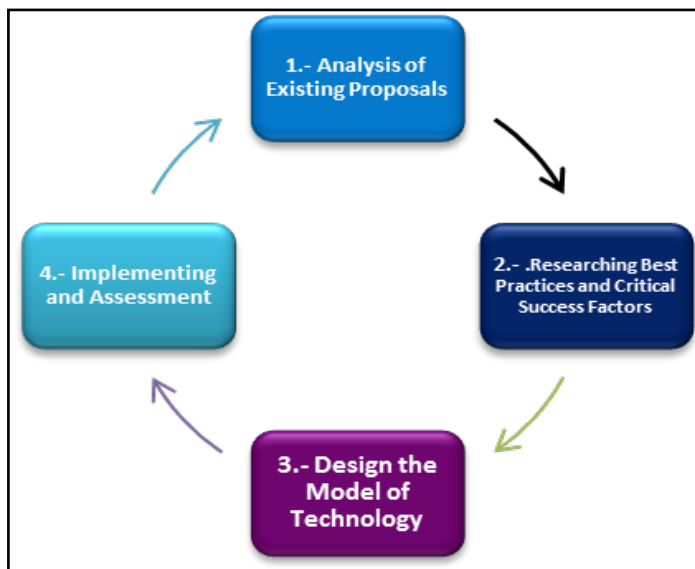 1.- Analysis of
Existing Proposals
2.- .Researching Best
Practices and Critical
Success Factors
3.- Design the
Model of
Technology
4.- Implementing
and Assessment